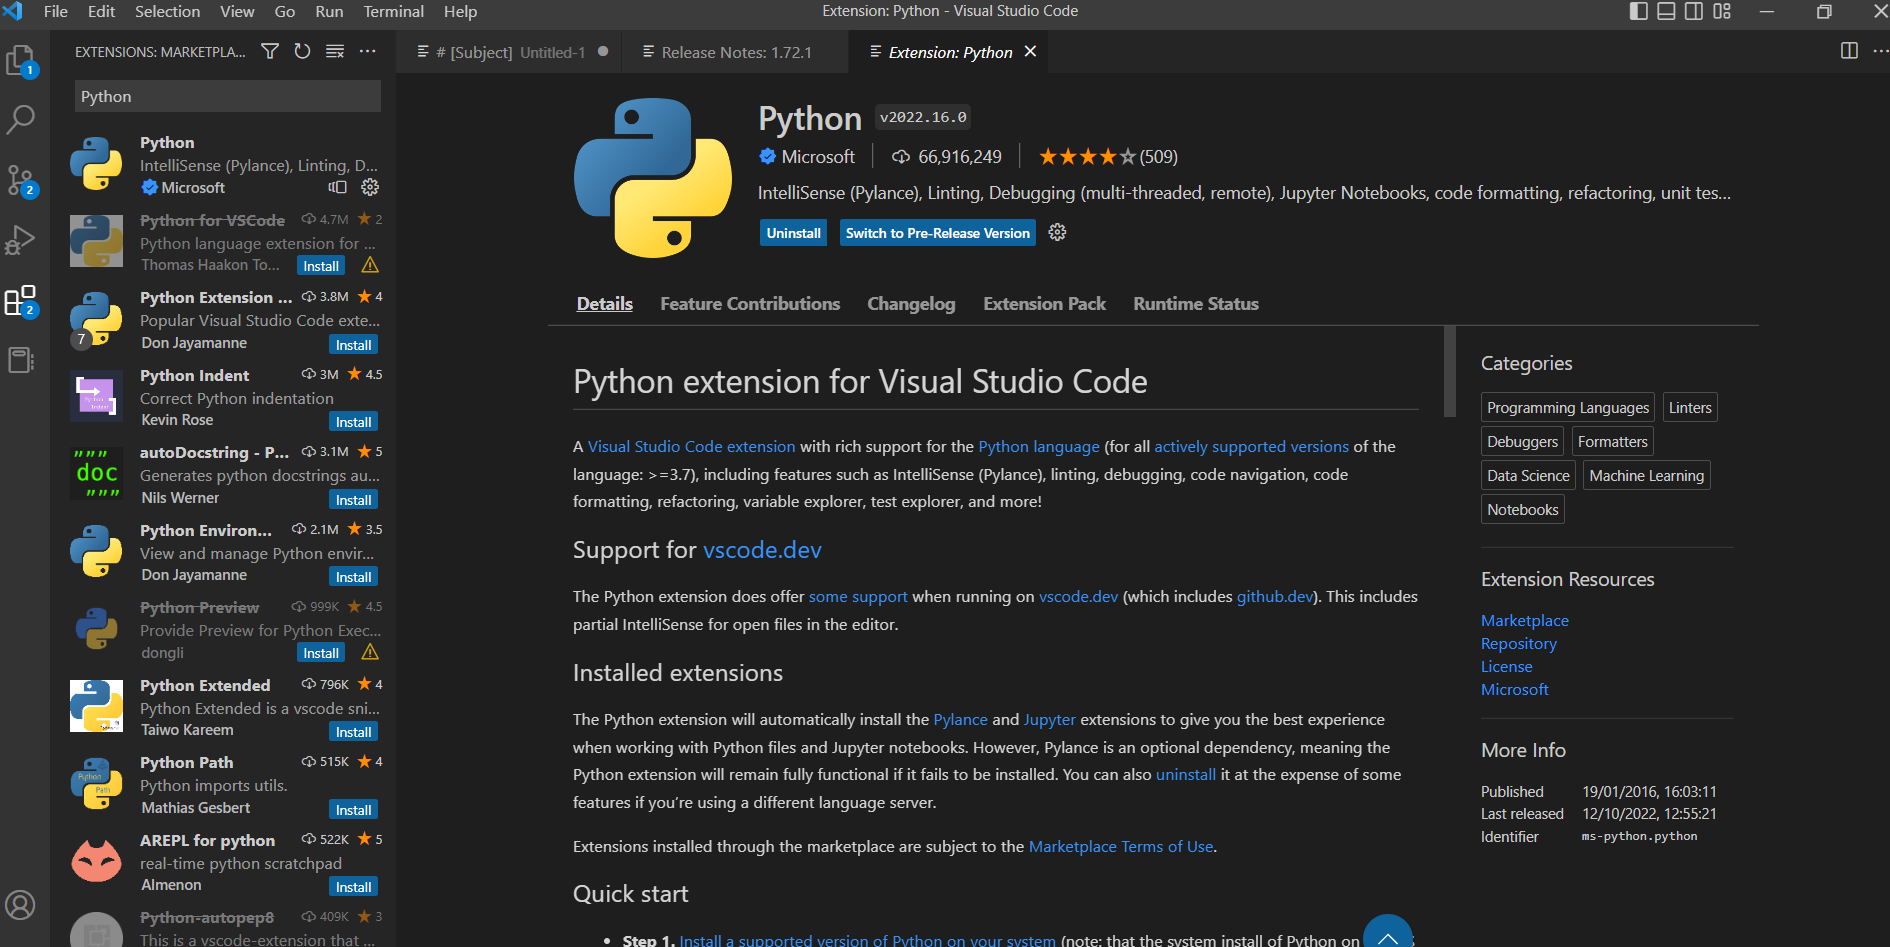 File Edit Selection View Go Run Terminal Help
Extension: Python - Visual Studio Code
EXTENSIONS: MARKETPLA...
# [Subject] Untitled-1
Release Notes: 1.72.1
Extension: Python
1
2
2
Python
Python
IntelliSense (Pylance), Linting, D...
Microsoft
Python for VSCode 4.7M 2
Python language extension for ...
Thomas Haakon To... Install
Python Extension ... 3.8M 4
Popular Visual Studio Code exte...
7
Don Jayamanne Install
Python Indent 3M 4.5
Correct Python indentation
Kevin Rose Install
autoDocstring - P... 3.1M 5
"""
doc
"""
Generates python docstrings au...
Nils Werner Install
Python Environ... 2.1M 3.5
View and manage Python envir...
Don Jayamanne Install
Python Preview 999K 4.5
Provide Preview for Python Exec...
dongli Install
Python Extended 796K 4
Python Extended is a vscode sni...
Taiwo Kareem Install
Python Path 515K 4
Python
Path
Python imports utils.
Mathias Gesbert Install
AREPL for python 522K 5
real-time python scratchpad
Almenon Install
Python-autopep8 409K 3
This is a vscode-extension that ...
Python v2022.16.0
Microsoft 66,916,249 (509)
IntelliSense (Pylance), Linting, Debugging (multi-threaded, remote), Jupyter Notebooks, code formatting, refactoring, unit tes...
Uninstall Switch to Pre-Release Version
Details Feature Contributions Changelog Extension Pack Runtime Status
Python extension for Visual Studio Code
A Visual Studio Code extension with rich support for the Python language (for all actively supported versions of the
language: >=3.7), including features such as IntelliSense (Pylance), linting, debugging, code navigation, code
formatting, refactoring, variable explorer, test explorer, and more!
Support for vscode.dev
The Python extension does offer some support when running on vscode.dev (which includes github.dev). This includes
partial IntelliSense for open files in the editor.
Installed extensions
The Python extension will automatically install the Pylance and Jupyter extensions to give you the best experience
when working with Python files and Jupyter notebooks. However, Pylance is an optional dependency, meaning the
Python extension will remain fully functional if it fails to be installed. You can also uninstall it at the expense of some
features if you're using a different language server.
Extensions installed through the marketplace are subject to the Marketplace Terms of Use.
Quick start
• Step 1. Install a supported version of Python on your system (note: that the system install of Python on
Categories
Programming Languages Linters
Debuggers Formatters
Data Science Machine Learning
Notebooks
Extension Resources
Marketplace
Repository
License
Microsoft
More Info
Published 19/01/2016, 16:03:11
Last released 12/10/2022, 12:55:21
Identifier ms-python.python